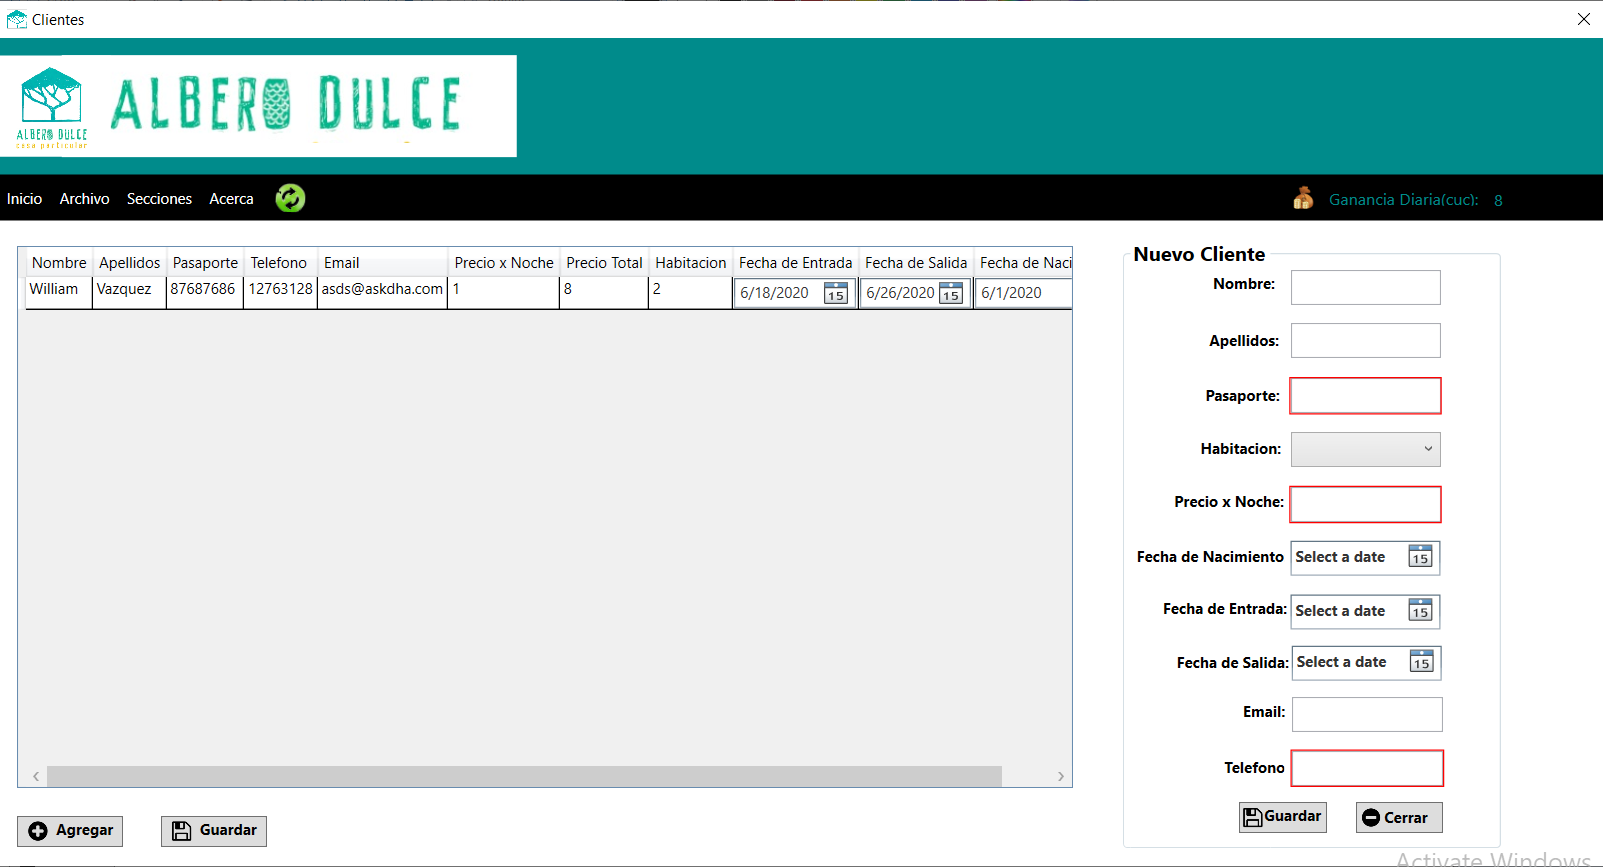 Clientes
ALBERO DULCE
casa particular
ALBERO DULCE
Inicio Archivo Secciones Acerca Ganancia Diaria(cuc): 8
Nombre Apellidos Pasaporte Telefono Email Precio x Noche Precio Total Habitacion Fecha de Entrada Fecha de Salida Fecha de Naci
William Vazquez 87687686 12763128 asds@askdha.com 1 8 2 6/18/2020 15 6/26/2020 15 6/1/2020
Agregar Guardar
Nuevo Cliente
Nombre:
Apellidos:
Pasaporte:
Habitacion:
Precio x Noche:
Fecha de Nacimiento Select a date 15
Fecha de Entrada: Select a date 15
Fecha de Salida: Select a date 15
Email:
Telefono
Guardar Cerrar
Activate Windows